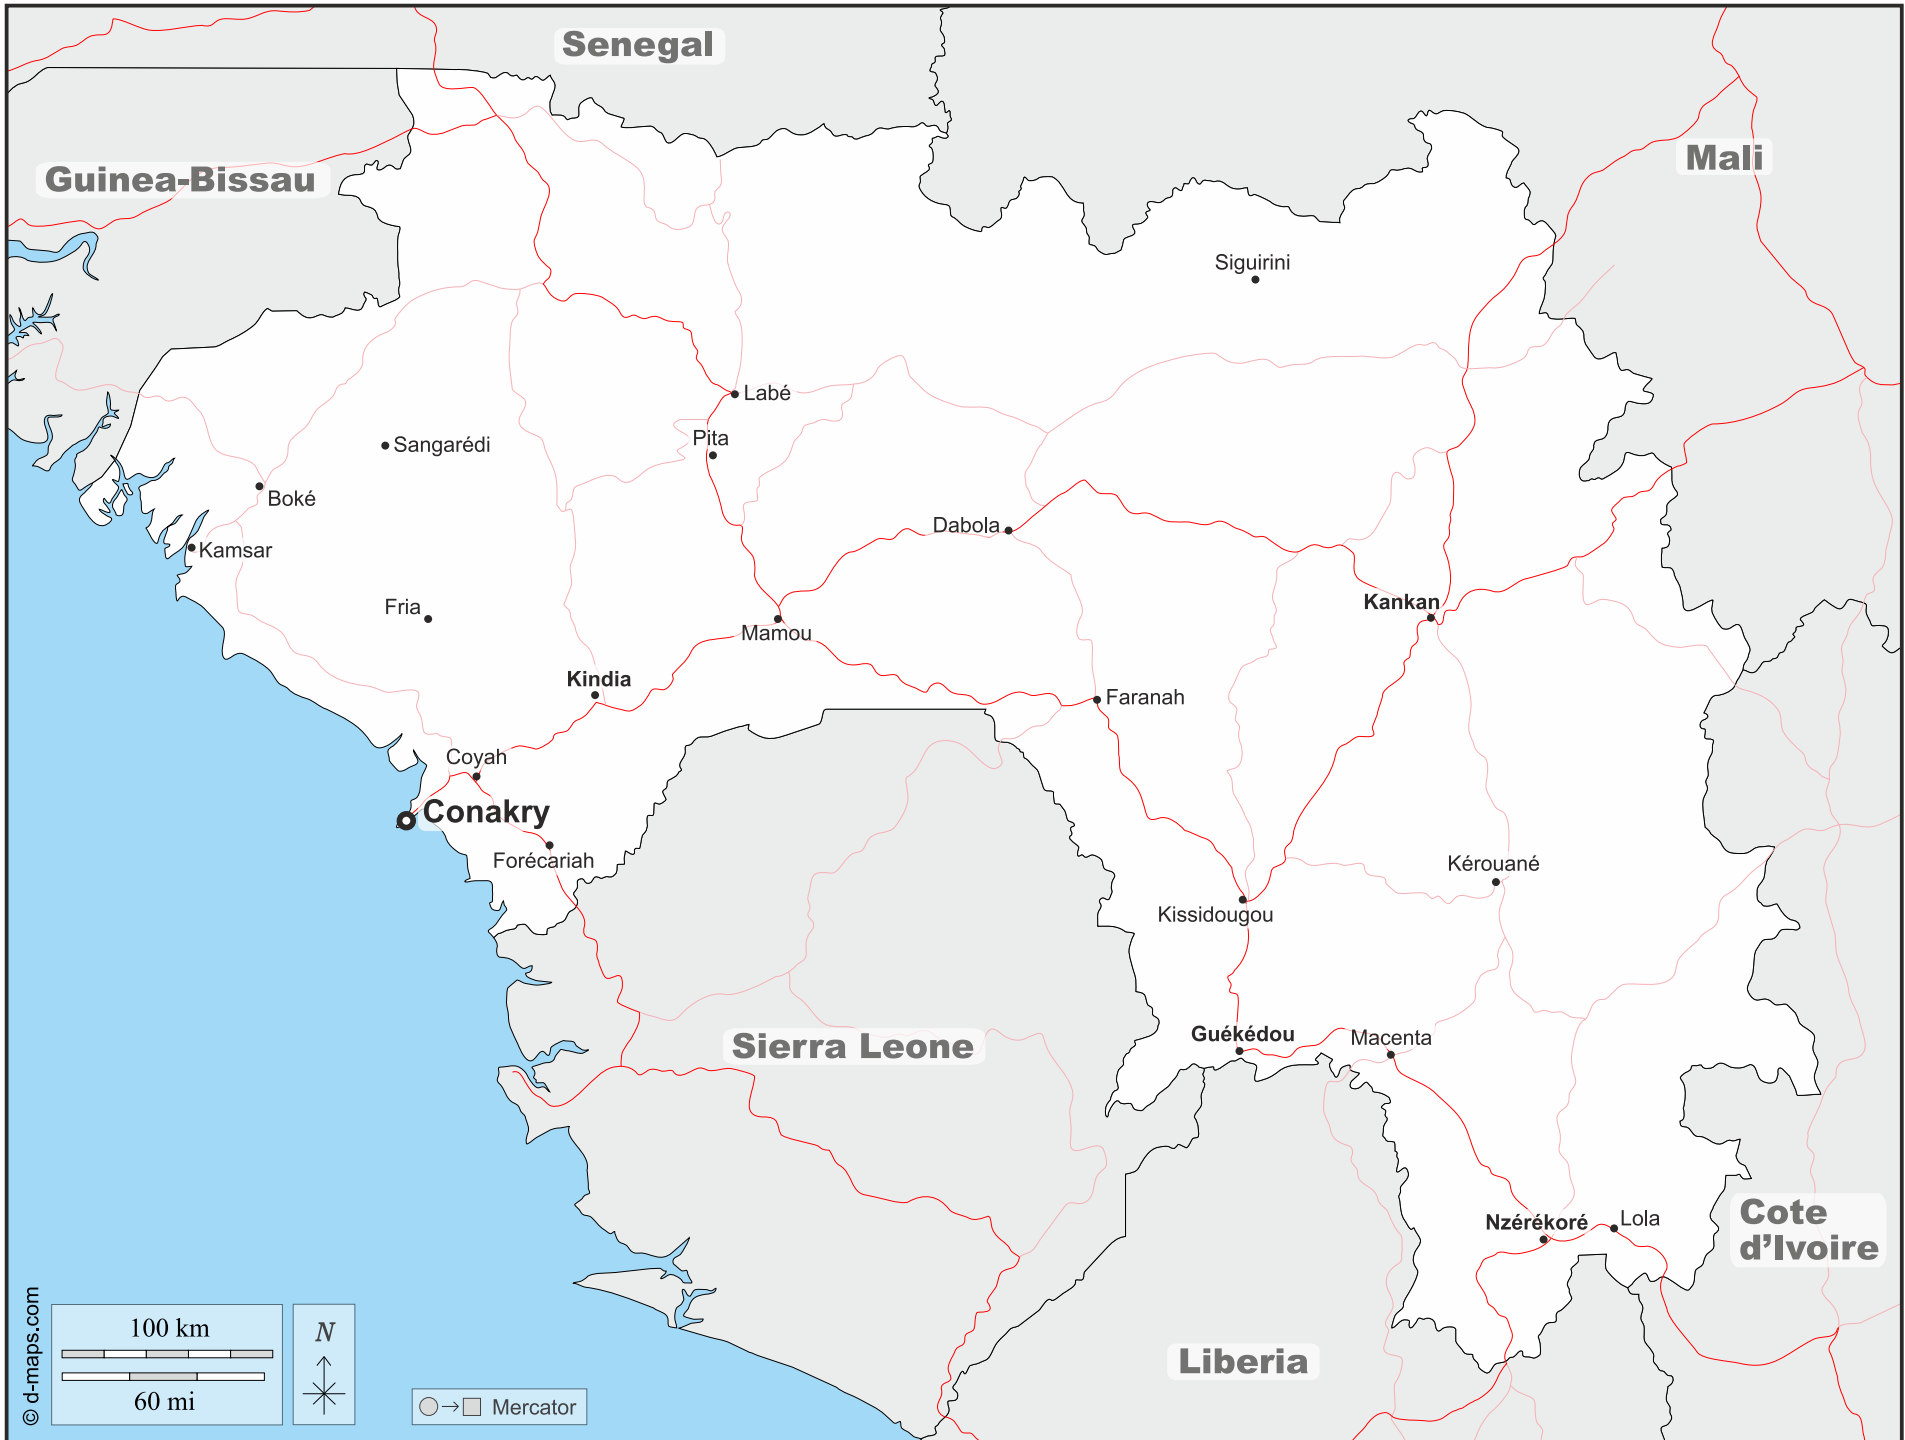 Senegal
Guinea-Bissau
Mali
Siguirini
Labé
Pita
Sangarédi
Boké
Kamsar
Dabola
Fria
Kankan
Mamou
Kindia
Faranah
Coyah
Conakry
Forécariah
Kérouané
Kissidougou
Guékédou
Macenta
Sierra Leone
Nzérékoré
Lola
Cote
d'Ivoire
Liberia
© d-maps.com
100 km
60 mi
N
Mercator